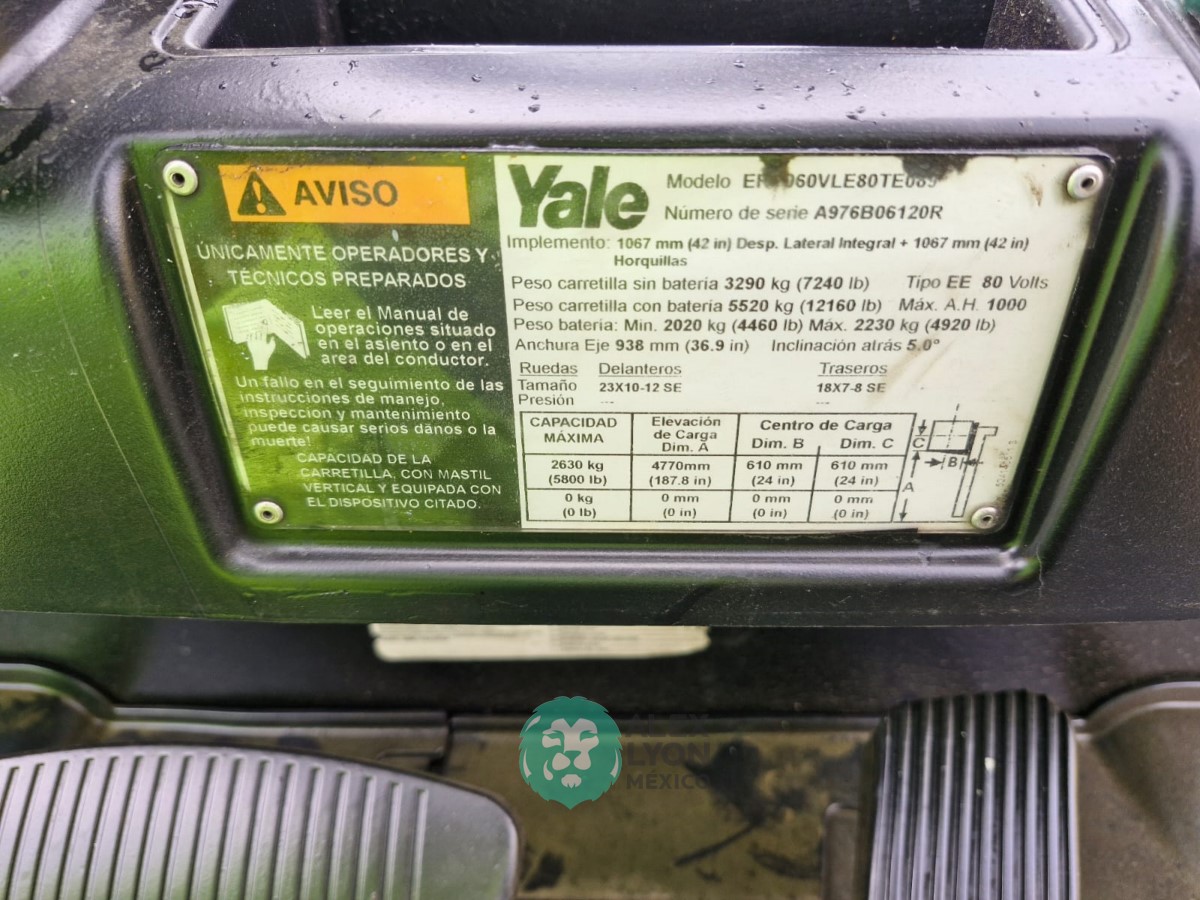 AVISO
ÚNICAMENTE OPERADORES Y
TÉCNICOS PREPARADOS
Leer el Manual de
operaciones situado
en el asiento o en el
area del conductor.
Un fallo en el seguimiento de las
instrucciones de manejo,
inspeccion y mantenimiento
puede causar serios daños o la
muerte!
CAPACIDAD DE LA
CARRETILLA, CON MASTIL
VERTICAL Y EQUIPADA CON
EL DISPOSITIVO CITADO.
Yale
Modelo
Número de serie A976B06120R
Implemento: 1067 mm (42 in) Desp. Lateral Integral + 1067 mm (42 in)
Horquillas
Peso carretilla sin batería 3290 kg (7240 lb) Tipo EE 80 Volts
Peso carretilla con batería 5520 kg (12160 lb) Máx. A.H. 1000
Peso batería: Min. 2020 kg (4460 lb) Máx. 2230 kg (4920 lb)
Anchura Eje 938 mm (36.9 in) Inclinación atrás 5.0°
Ruedas Delanteros Traseros
Tamaño 23X10-12 SE 18X7-8 SE
Presión --- ---
CAPACIDAD MÁXIMA Elevación de Carga Dim. A Centro de Carga Dim. B Dim. C
2630 kg 4770mm 610 mm 610 mm
(5800 lb) (187.8 in) (24 in) (24 in)
0 kg 0 mm 0 mm 0 mm
(0 lb) (0 in) (0 in) (0 in)
C
B
A
ALEX
LYON
MÉXICO